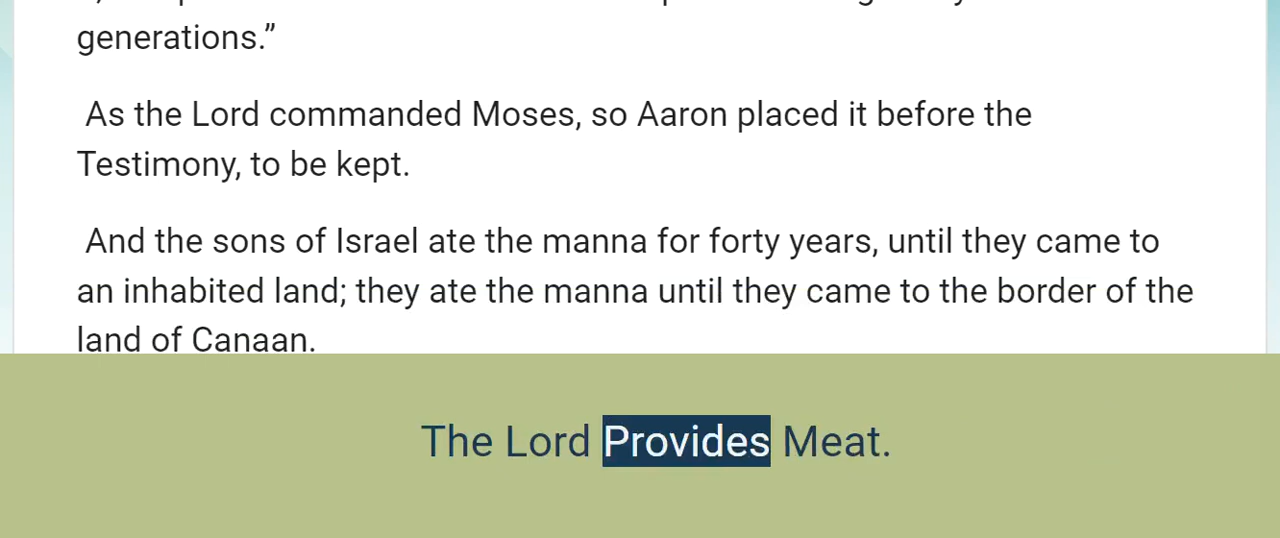 generations.”
As the Lord commanded Moses, so Aaron placed it before the
Testimony, to be kept.
And the sons of Israel ate the manna for forty years, until they came to
an inhabited land; they ate the manna until they came to the border of the
land of Canaan.
The Lord Provides Meat.